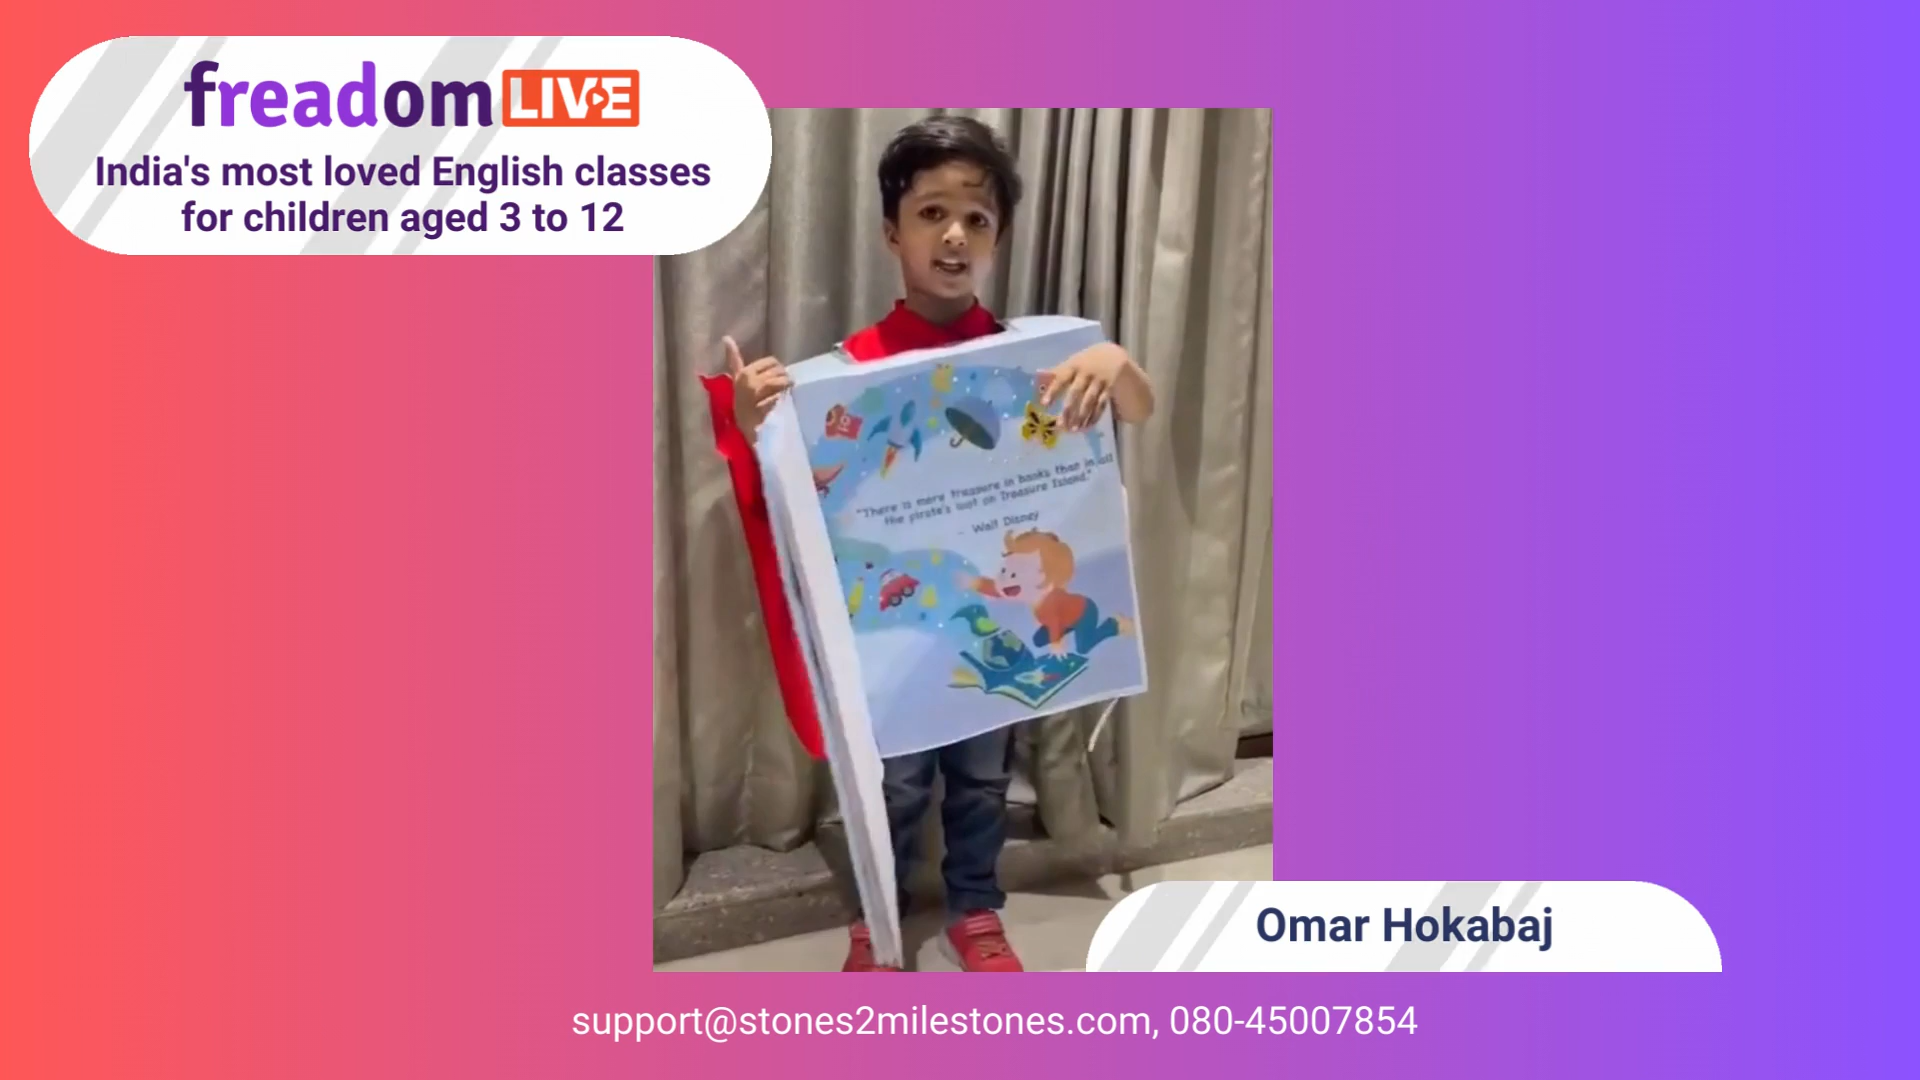 freadom LIVE
India's most loved English classes
for children aged 3 to 12
"There is more treasure in books than in all
the pirate's loot on Treasure Island."
- Walt Disney
Omar Hokabaj
support@stones2milestones.com, 080-45007854